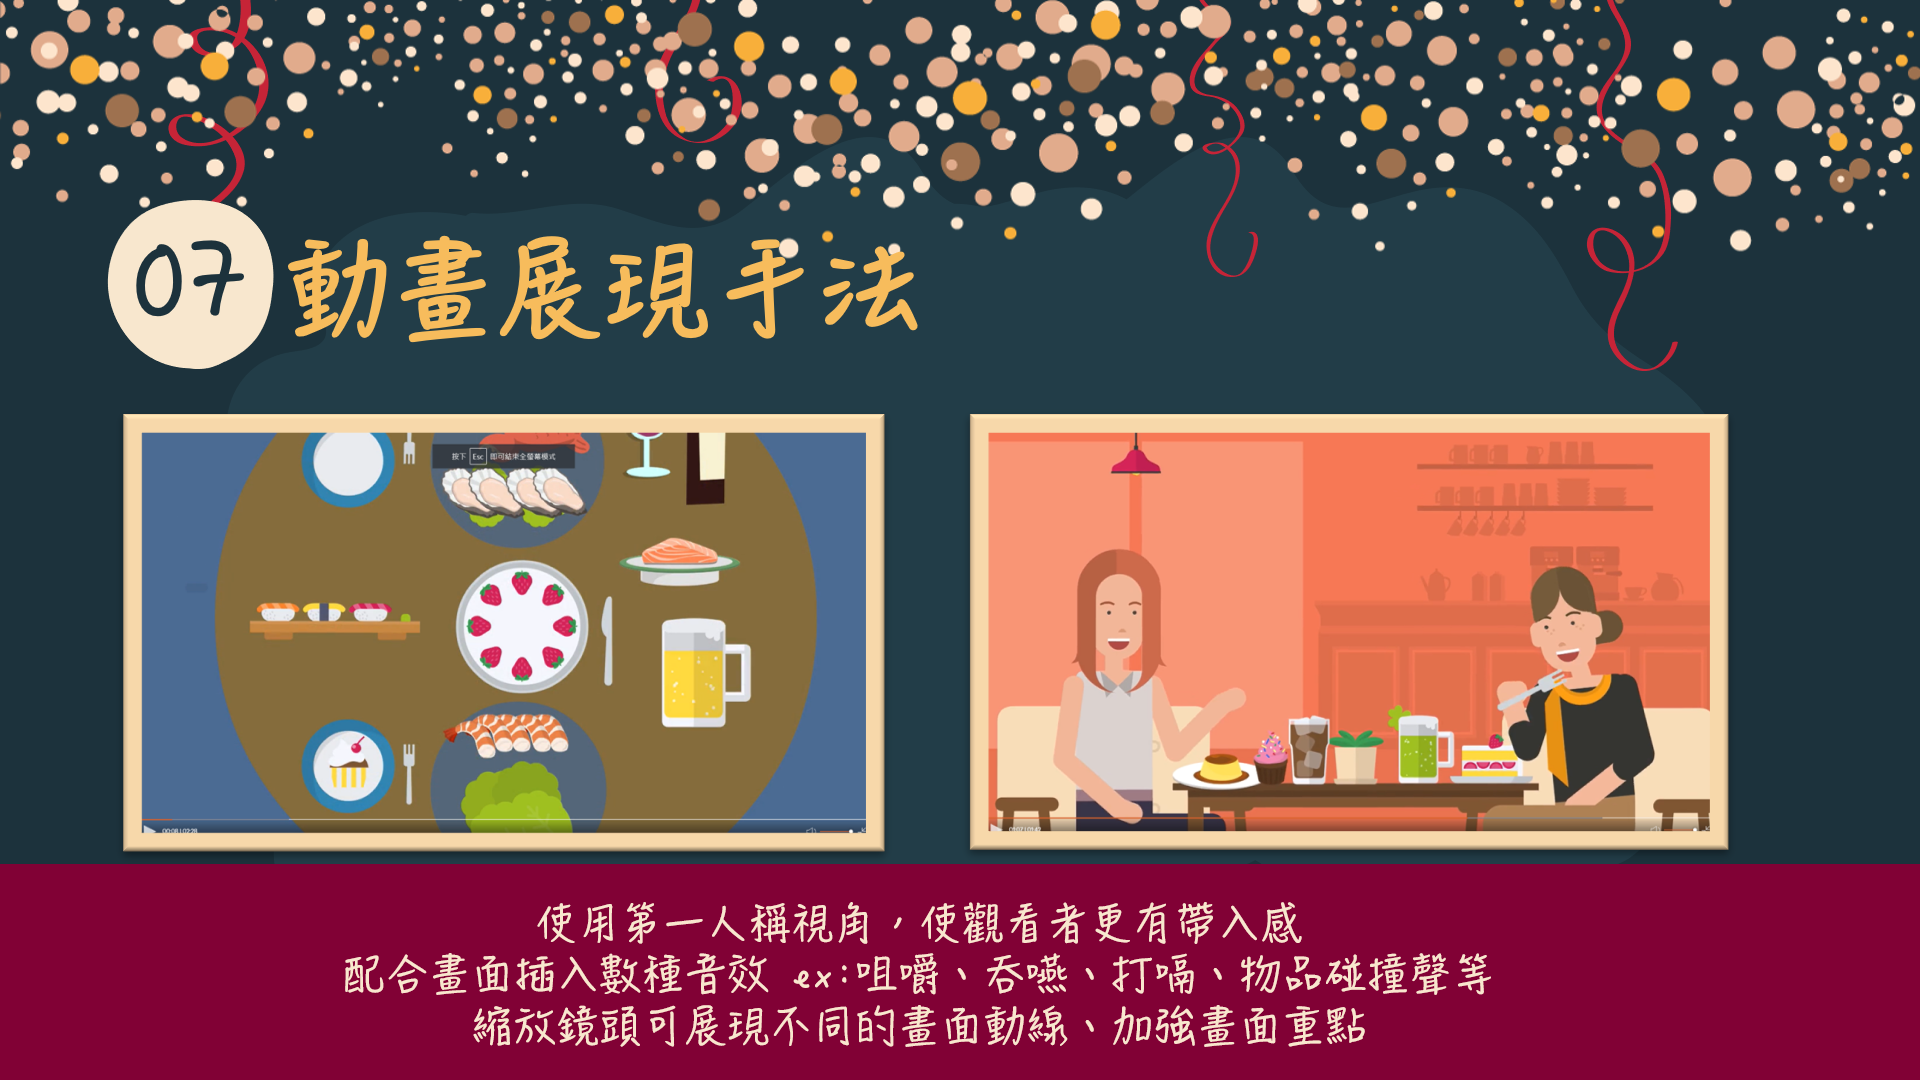 07 動畫展現手法
按下 Esc 即可結束全螢幕模式
使用第一人稱視角，使觀看者更有帶入感
配合畫面插入數種音效 ex:咀嚼、吞嚥、打嗝、物品碰撞聲等
縮放鏡頭可展現不同的畫面動線、加強畫面重點